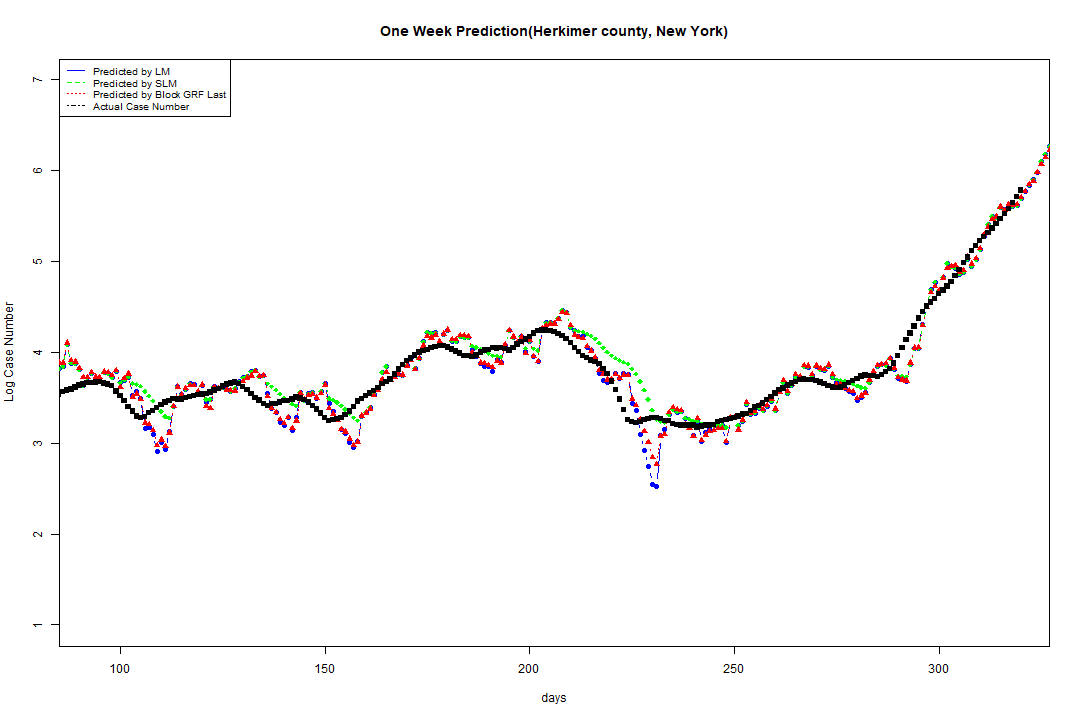 One Week Prediction(Herkimer county, New York)
Predicted by LM
Predicted by SLM
Predicted by Block GRF Last
Actual Case Number
7
6
5
4
3
2
1
Log Case Number
100 150 200 250 300
days